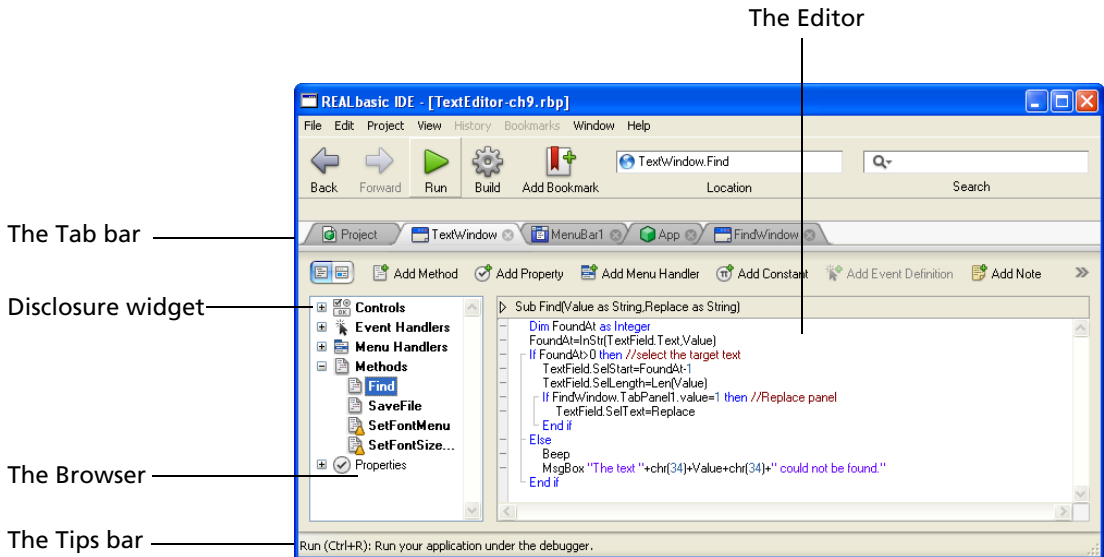 The Editor
REALbasic IDE - [TextEditor-ch9.rbp]
File Edit Project View History Bookmarks Window Help
TextWindow.Find
Back Forward Run Build Add Bookmark Location Search
The Tab bar
Project TextWindow MenuBar1 App FindWindow
Add Method Add Property Add Menu Handler Add Constant Add Event Definition Add Note
Disclosure widget
Controls
Event Handlers
Menu Handlers
Methods
Find
SaveFile
SetFontMenu
SetFontSize...
Properties
Sub Find(Value as String,Replace as String)
Dim FoundAt as Integer
FoundAt=InStr(TextField.Text,Value)
If FoundAt>0 then //select the target text
TextField.SelStart=FoundAt-1
TextField.SelLength=Len(Value)
If FindWindow.TabPanel1.value=1 then //Replace panel
TextField.SelText=Replace
End if
Else
Beep
MsgBox "The text "+chr(34)+Value+chr(34)+" could not be found."
End if
The Browser
The Tips bar
Run (Ctrl+R): Run your application under the debugger.